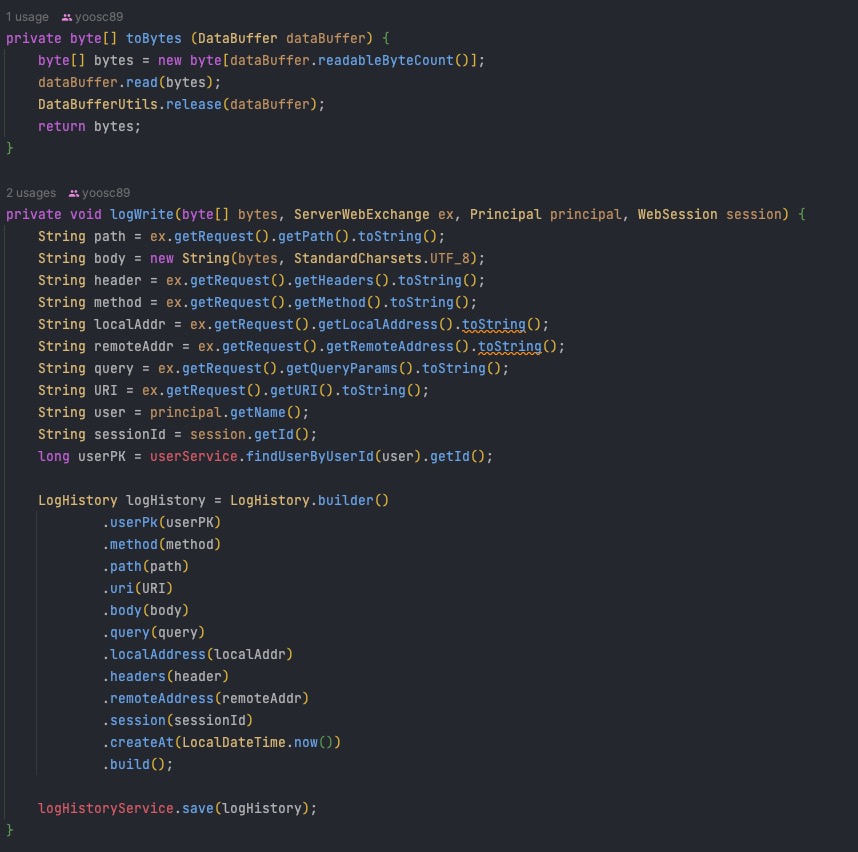 1 usage yoosc89
private byte[] toBytes (DataBuffer dataBuffer) {
    byte[] bytes = new byte[dataBuffer.readableByteCount()];
    dataBuffer.read(bytes);
    DataBufferUtils.release(dataBuffer);
    return bytes;
}
2 usages yoosc89
private void logWrite(byte[] bytes, ServerWebExchange ex, Principal principal, WebSession session) {
    String path = ex.getRequest().getPath().toString();
    String body = new String(bytes, StandardCharsets.UTF_8);
    String header = ex.getRequest().getHeaders().toString();
    String method = ex.getRequest().getMethod().toString();
    String localAddr = ex.getRequest().getLocalAddress().toString();
    String remoteAddr = ex.getRequest().getRemoteAddress().toString();
    String query = ex.getRequest().getQueryParams().toString();
    String URI = ex.getRequest().getURI().toString();
    String user = principal.getName();
    String sessionId = session.getId();
    long userPK = userService.findUserByUserId(user).getId();
    LogHistory logHistory = LogHistory.builder()
            .userPk(userPK)
            .method(method)
            .path(path)
            .uri(URI)
            .body(body)
            .query(query)
            .localAddress(localAddr)
            .headers(header)
            .remoteAddress(remoteAddr)
            .session(sessionId)
            .createAt(LocalDateTime.now())
            .build();
    logHistoryService.save(logHistory);
}